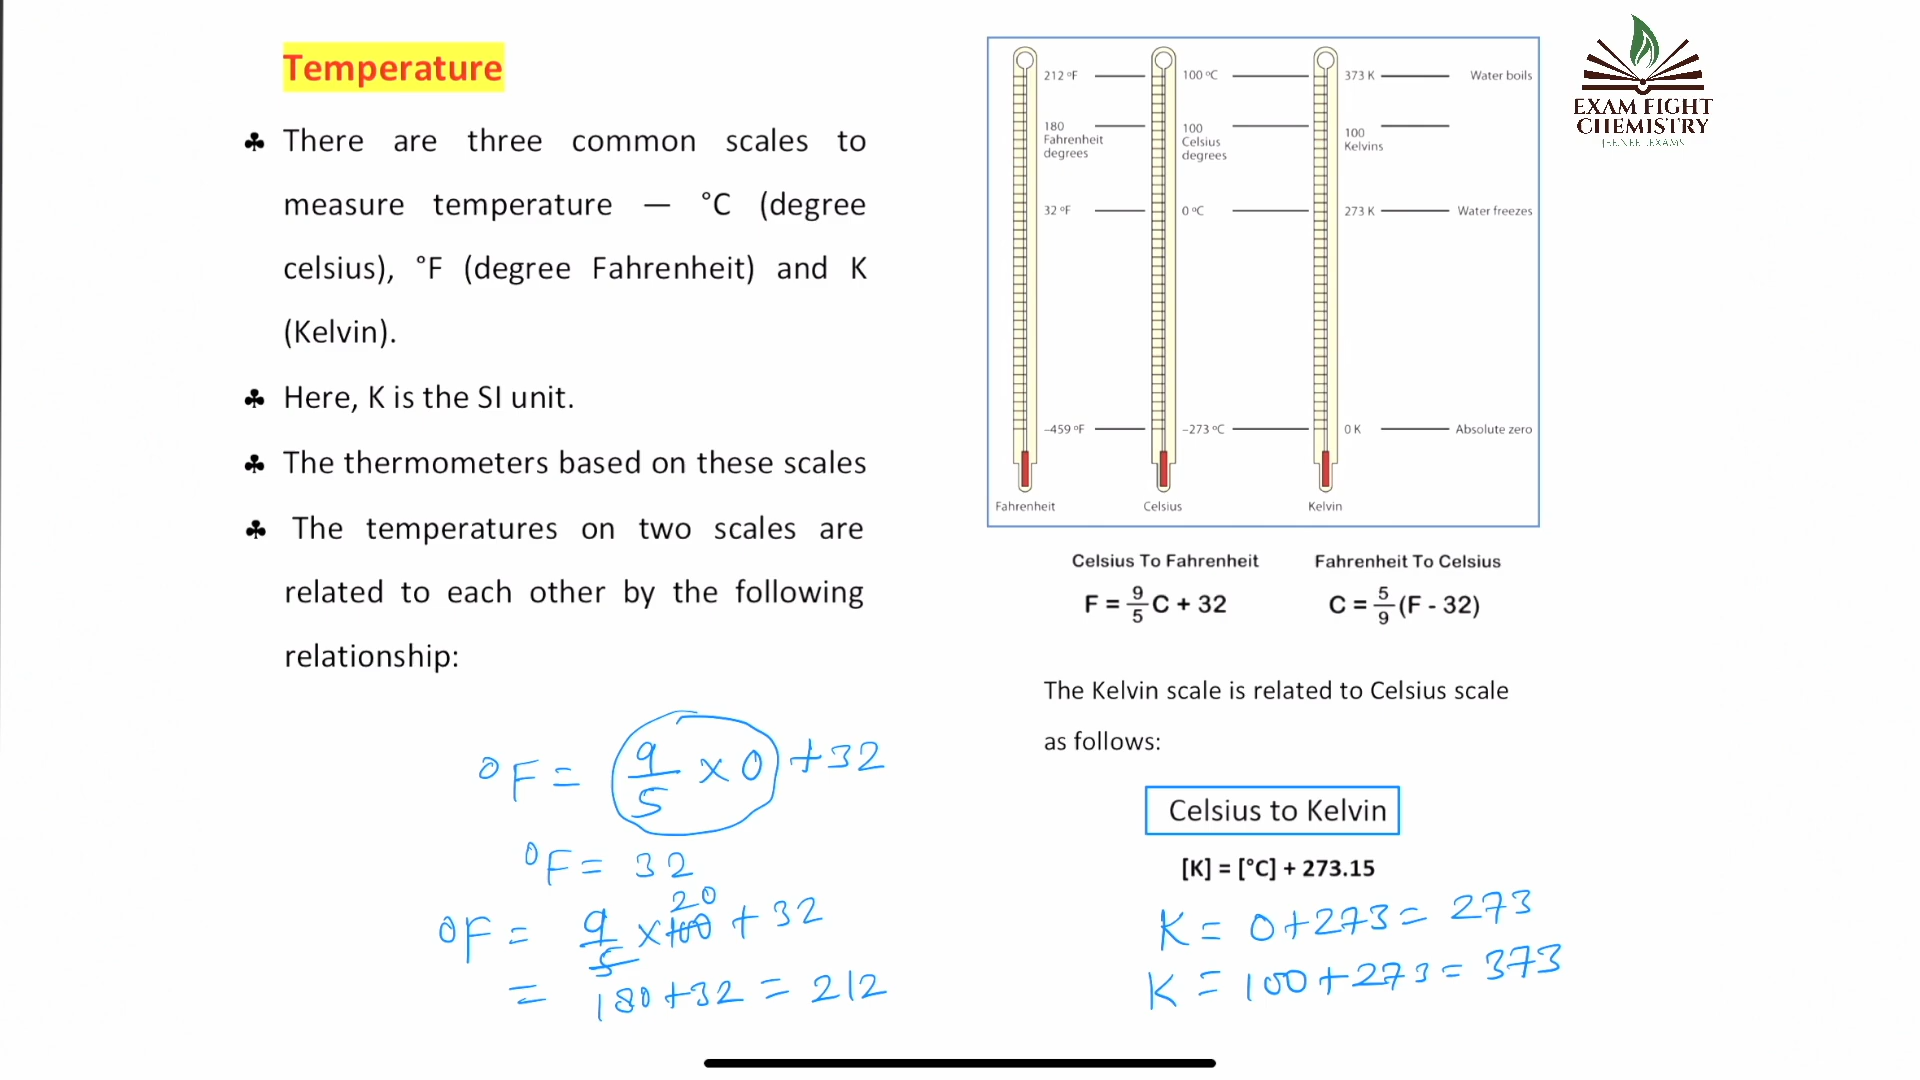 Temperature
♣ There are three common scales to
measure temperature — °C (degree
celsius), °F (degree Fahrenheit) and K
(Kelvin).
♣ Here, K is the SI unit.
♣ The thermometers based on these scales
♣ The temperatures on two scales are
related to each other by the following
relationship:
°F = (9/5 × 0) + 32
°F = 32
20
°F = 9/5 × 100 + 32
= 180 + 32 = 212
212 °F 100 °C 373 K Water boils
180 Fahrenheit degrees 100 Celsius degrees 100 Kelvins
32 °F 0 °C 273 K Water freezes
–459 °F –273 °C 0 K Absolute zero
Fahrenheit Celsius Kelvin
Celsius To Fahrenheit Fahrenheit To Celsius
F = 9/5 C + 32 C = 5/9 (F - 32)
The Kelvin scale is related to Celsius scale
as follows:
Celsius to Kelvin
[K] = [°C] + 273.15
K = 0 + 273 = 273
K = 100 + 273 = 373
EXAM FIGHT
CHEMISTRY